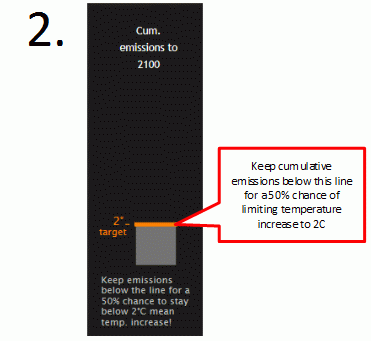 2.
Cum.
emissions to
2100
2°
target
Keep emissions
below the line for a
50% chance to stay
below 2°C mean
temp. increase!
Keep cumulative
emissions below this line
for a 50% chance of
limiting temperature
increase to 2C